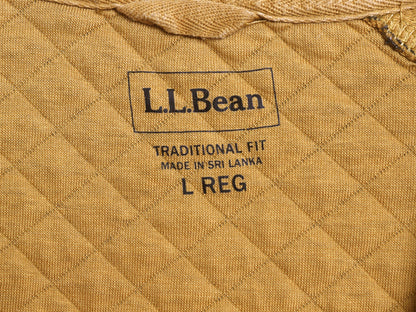 L.L.Bean
TRADITIONAL FIT
MADE IN SRI LANKA
L REG